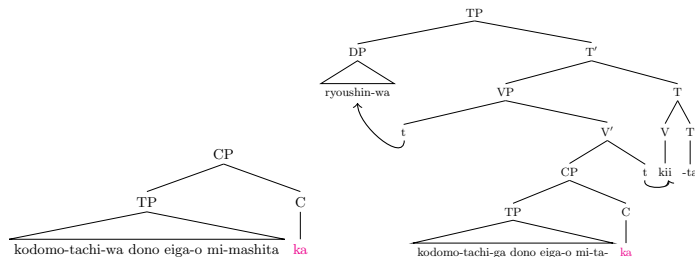 TP
DP T′
ryoushin-wa VP T
t V′ V T
CP t kii -ta
CP
TP C
TP C
kodomo-tachi-wa dono eiga-o mi-mashita ka
kodomo-tachi-ga dono eiga-o mi-ta- ka